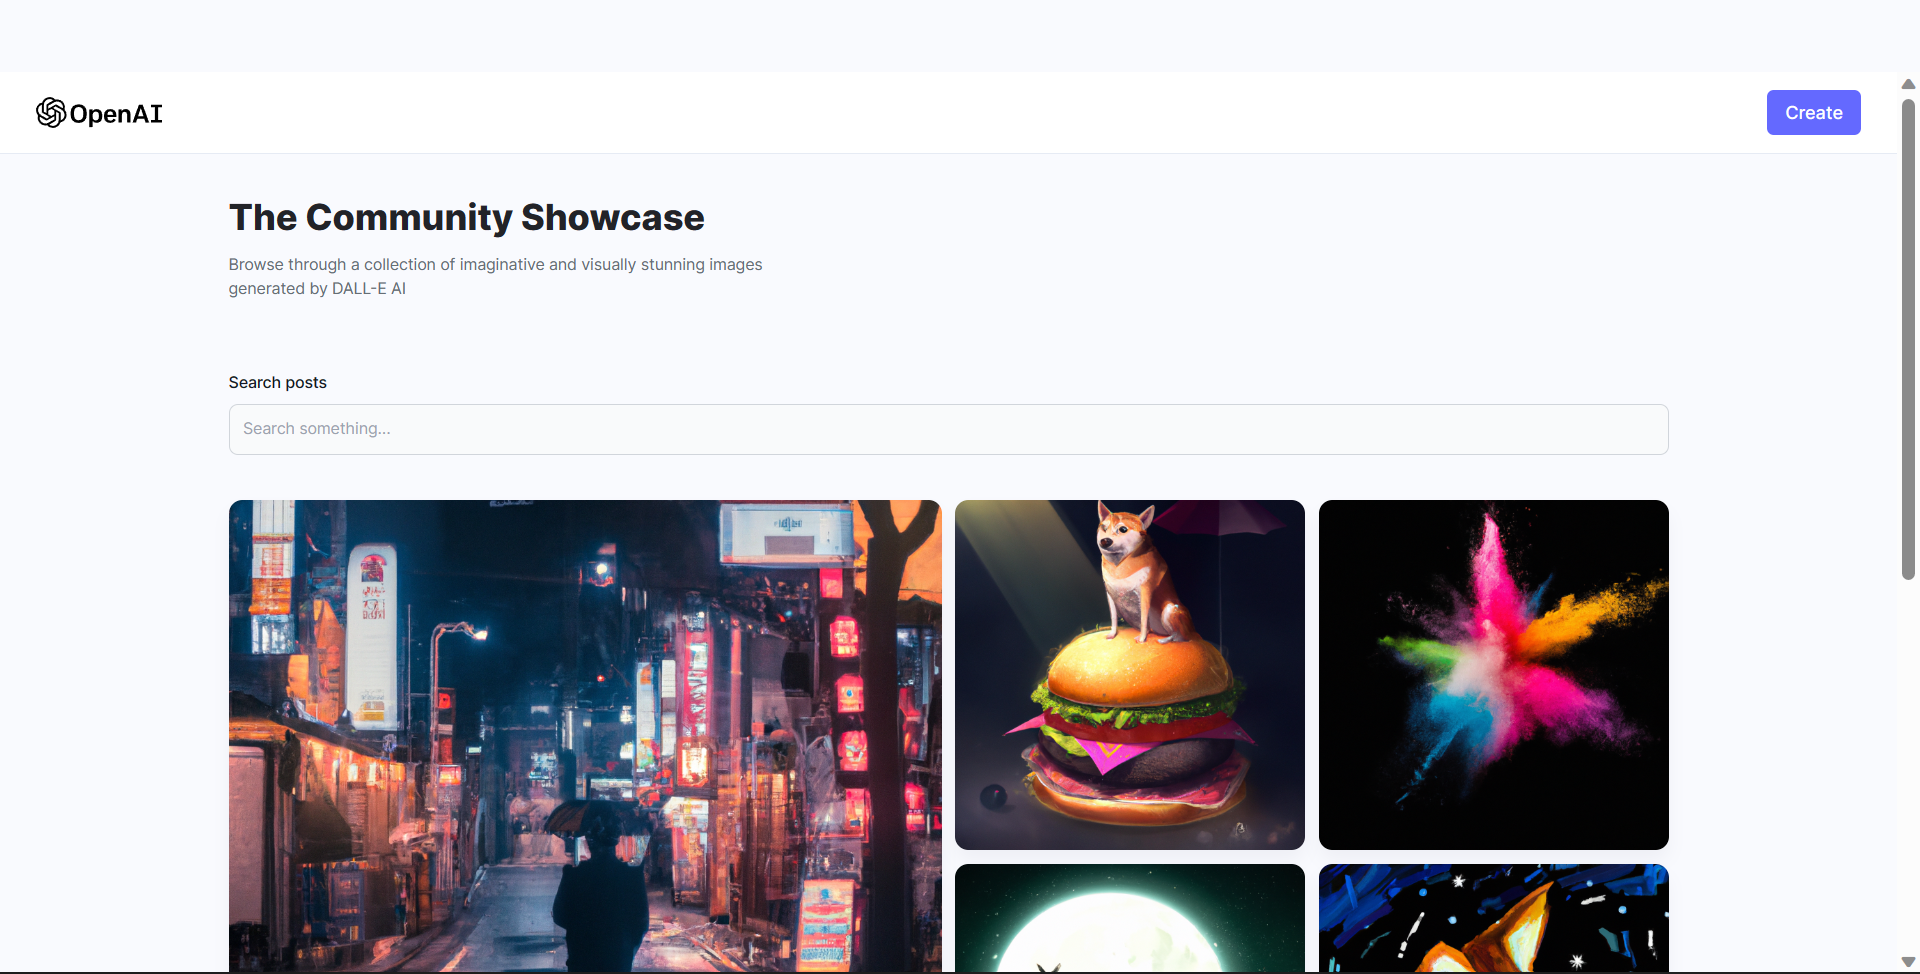 OpenAI
Create
The Community Showcase
Browse through a collection of imaginative and visually stunning images
generated by DALL-E AI
Search posts
Search something...